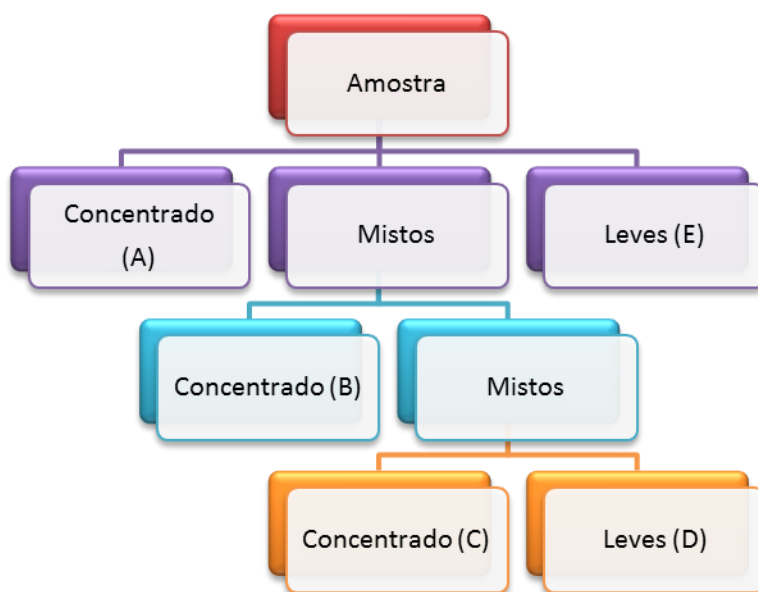 Amostra
Concentrado
(A)
Mistos
Leves (E)
Concentrado (B)
Mistos
Concentrado (C)
Leves (D)